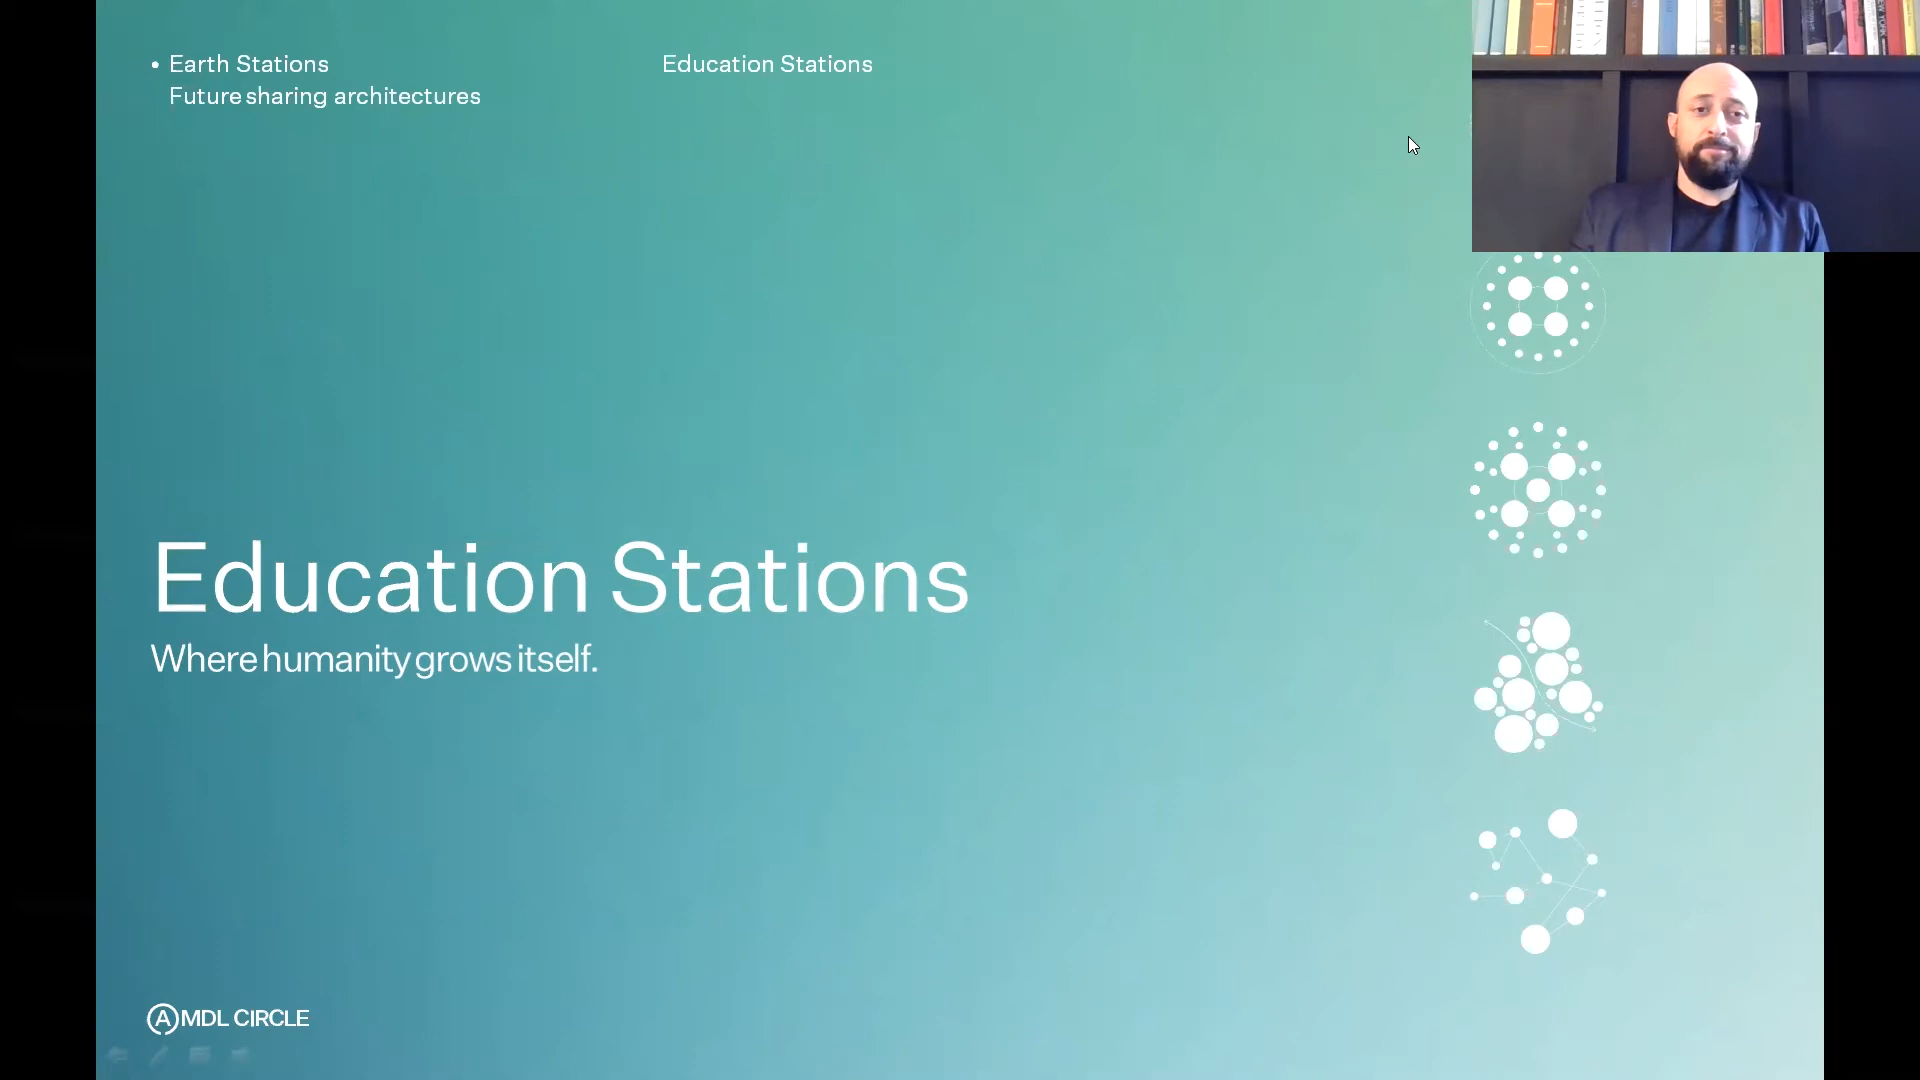 • Earth Stations
Future sharing architectures
Education Stations
Education Stations
Where humanity grows itself.
AMDL CIRCLE